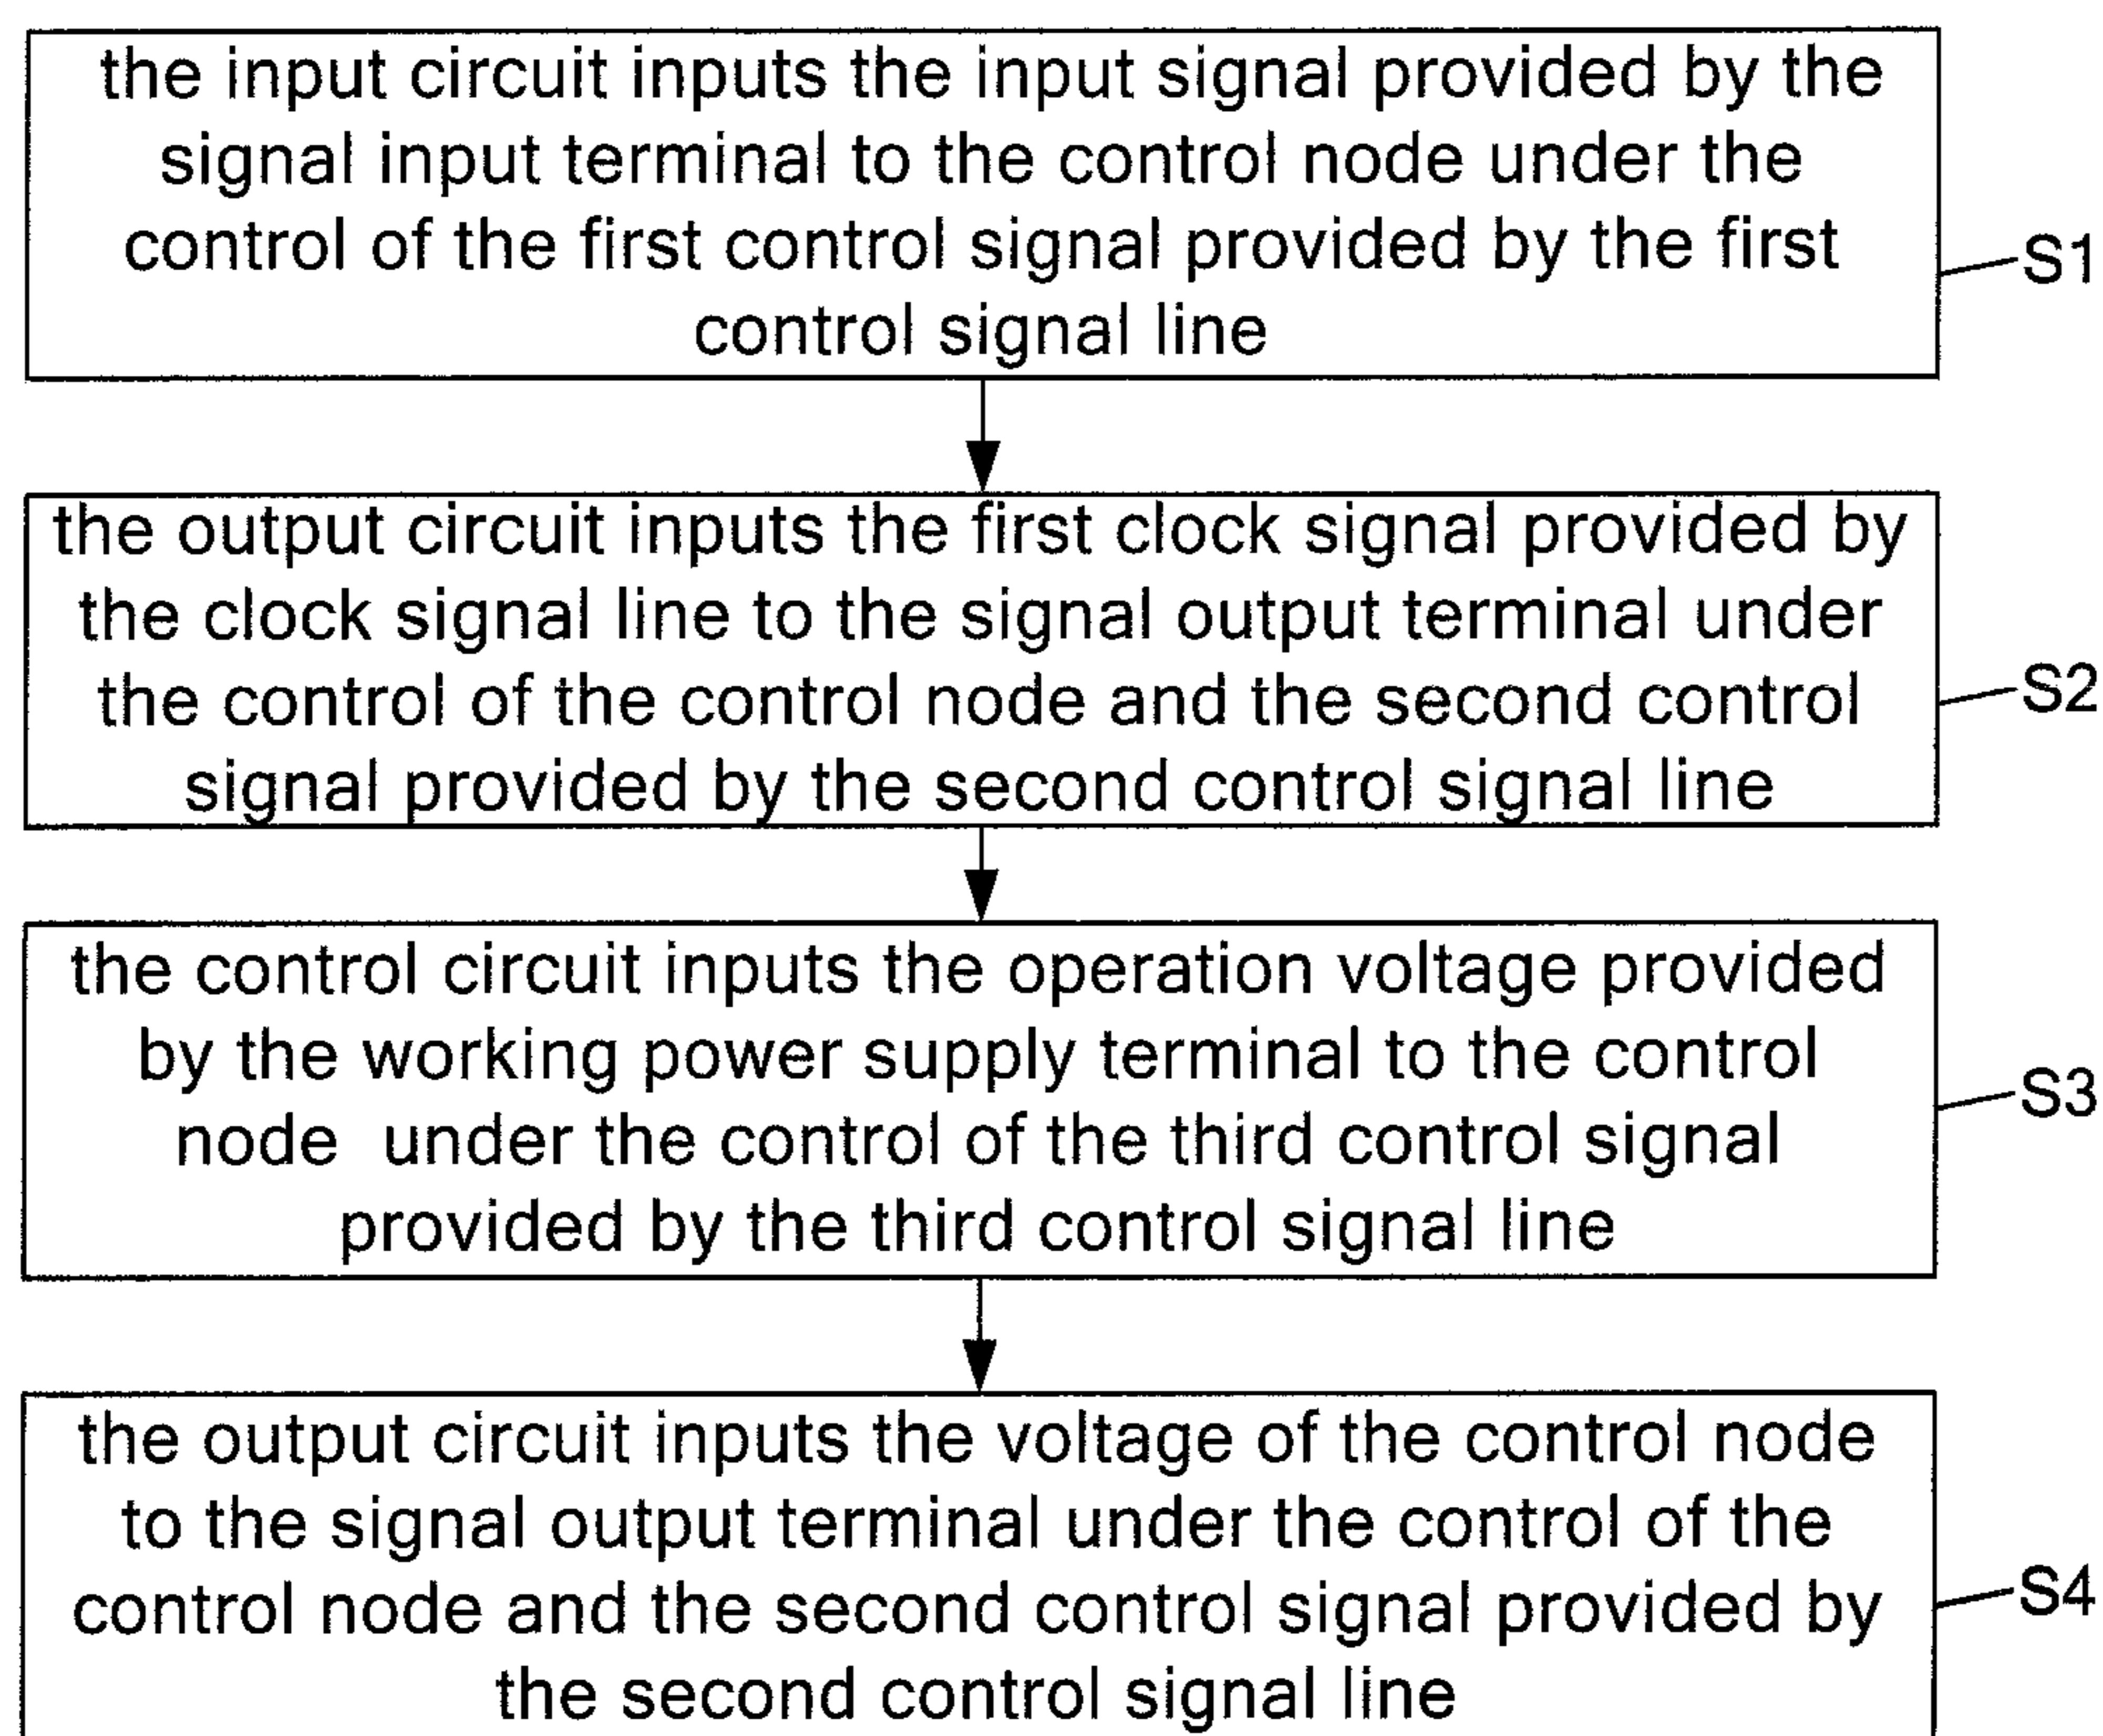 the input circuit inputs the input signal provided by the
signal input terminal to the control node under the
control of the first control signal provided by the first
control signal line
S1
the output circuit inputs the first clock signal provided by
the clock signal line to the signal output terminal under
the control of the control node and the second control
signal provided by the second control signal line
S2
the control circuit inputs the operation voltage provided
by the working power supply terminal to the control
node  under the control of the third control signal
provided by the third control signal line
S3
the output circuit inputs the voltage of the control node
to the signal output terminal under the control of the
control node and the second control signal provided by
the second control signal line
S4